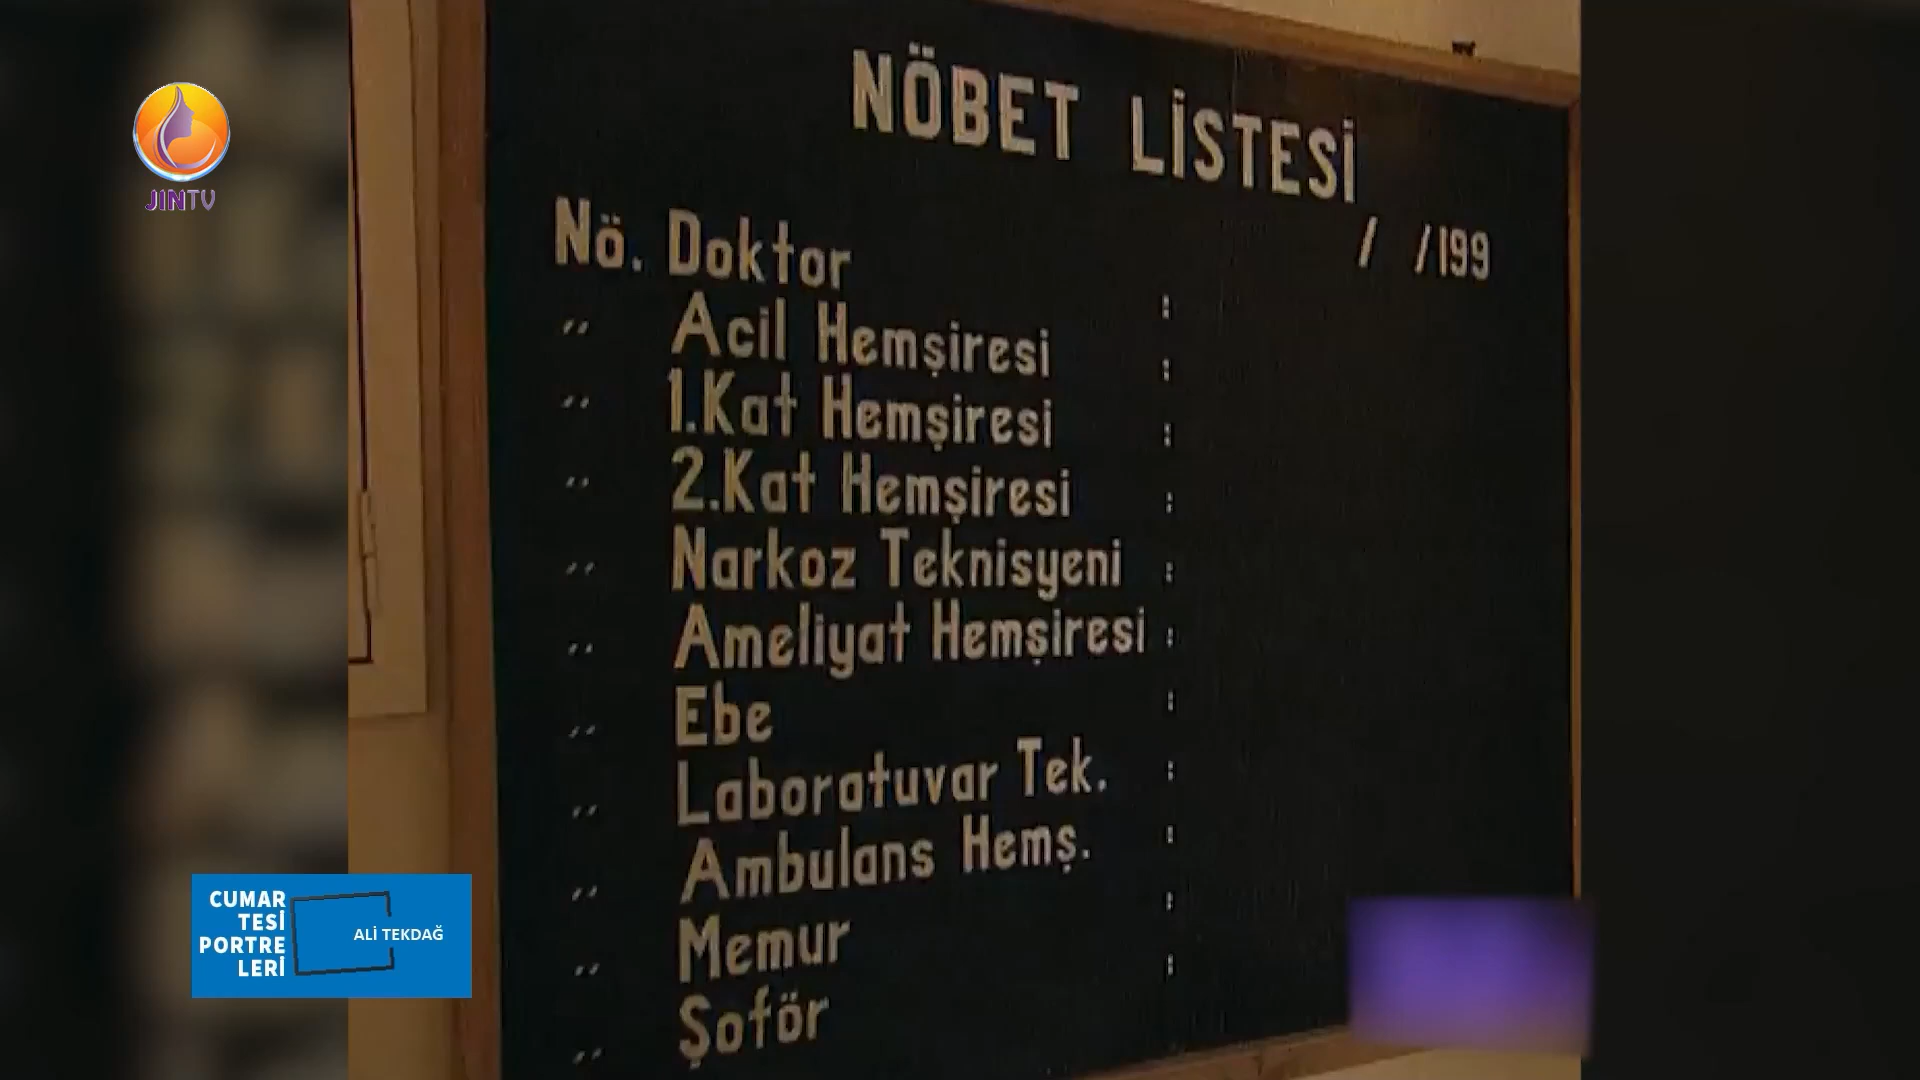 JINTV
NÖBET LİSTESİ
/ /199
Nö. Doktor :
,, Acil Hemşiresi :
,, 1.Kat Hemşiresi :
,, 2.Kat Hemşiresi :
,, Narkoz Teknisyeni :
,, Ameliyat Hemşiresi :
,, Ebe :
,, Laboratuvar Tek. :
,, Ambulans Hemş. :
,, Memur :
,, Şoför :
CUMAR
TESİ
PORTRE
LERİ
ALİ TEKDAĞ